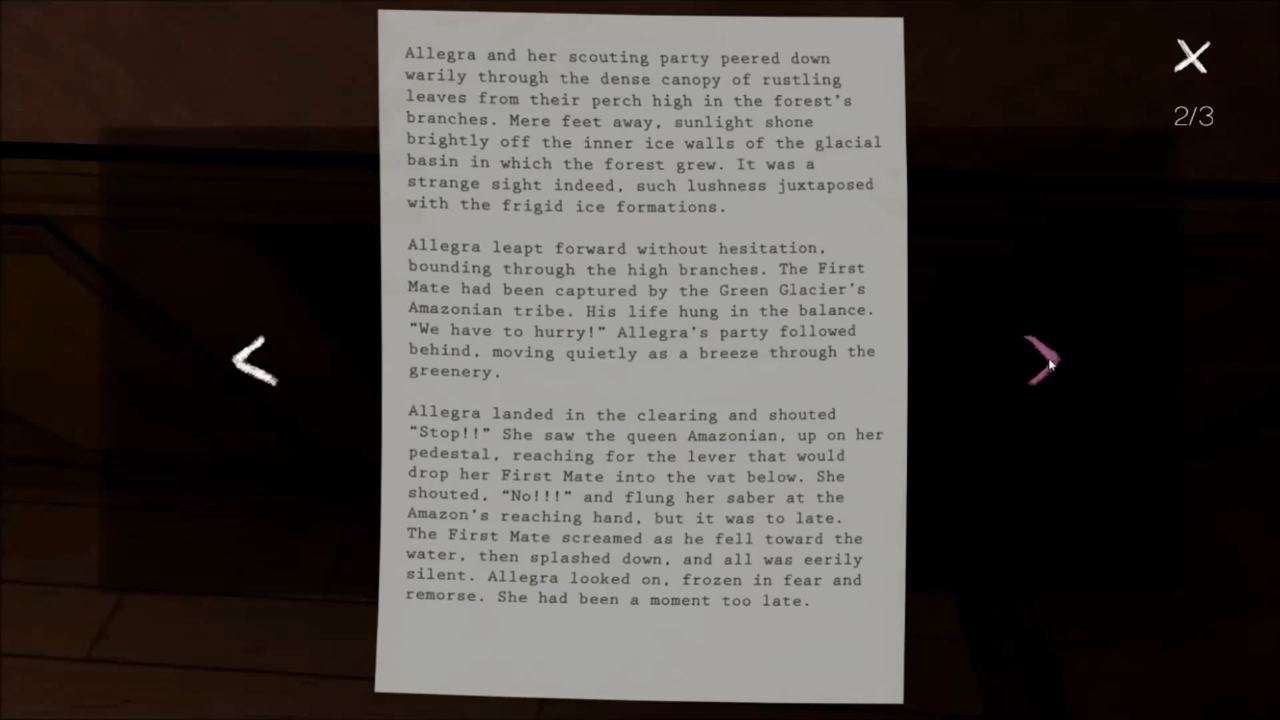 Allegra and her scouting party peered down
warily through the dense canopy of rustling
leaves from their perch high in the forest's
branches. Mere feet away, sunlight shone
brightly off the inner ice walls of the glacial
basin in which the forest grew. It was a
strange sight indeed, such lushness juxtaposed
with the frigid ice formations.
Allegra leapt forward without hesitation,
bounding through the high branches. The First
Mate had been captured by the Green Glacier's
Amazonian tribe. His life hung in the balance.
"We have to hurry!" Allegra's party followed
behind, moving quietly as a breeze through the
greenery.
Allegra landed in the clearing and shouted
"Stop!!" She saw the queen Amazonian, up on her
pedestal, reaching for the lever that would
drop her First Mate into the vat below. She
shouted, "No!!!" and flung her saber at the
Amazon's reaching hand, but it was to late.
The First Mate screamed as he fell toward the
water, then splashed down, and all was eerily
silent. Allegra looked on, frozen in fear and
remorse. She had been a moment too late.
2/3